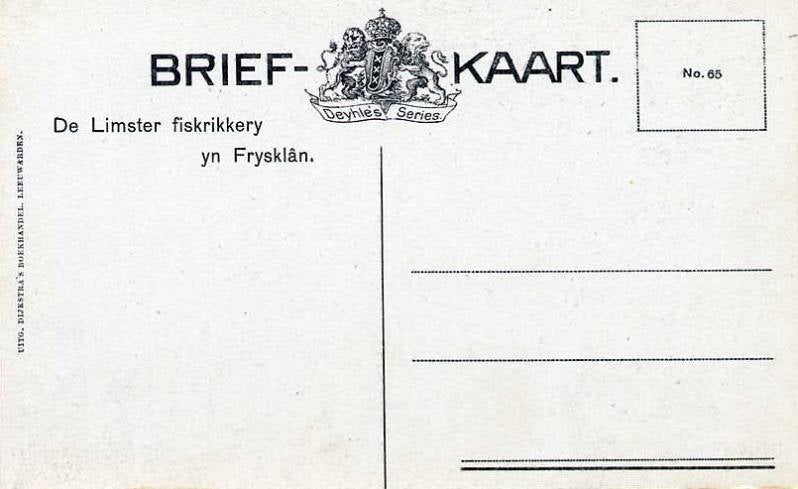 BRIEF-KAART.
Deyhle's Series.
No. 65
De Limster fiskrikkery
yn Frysklân.
UITG. DIJKSTRA'S BOEKHANDEL, LEEUWARDEN.